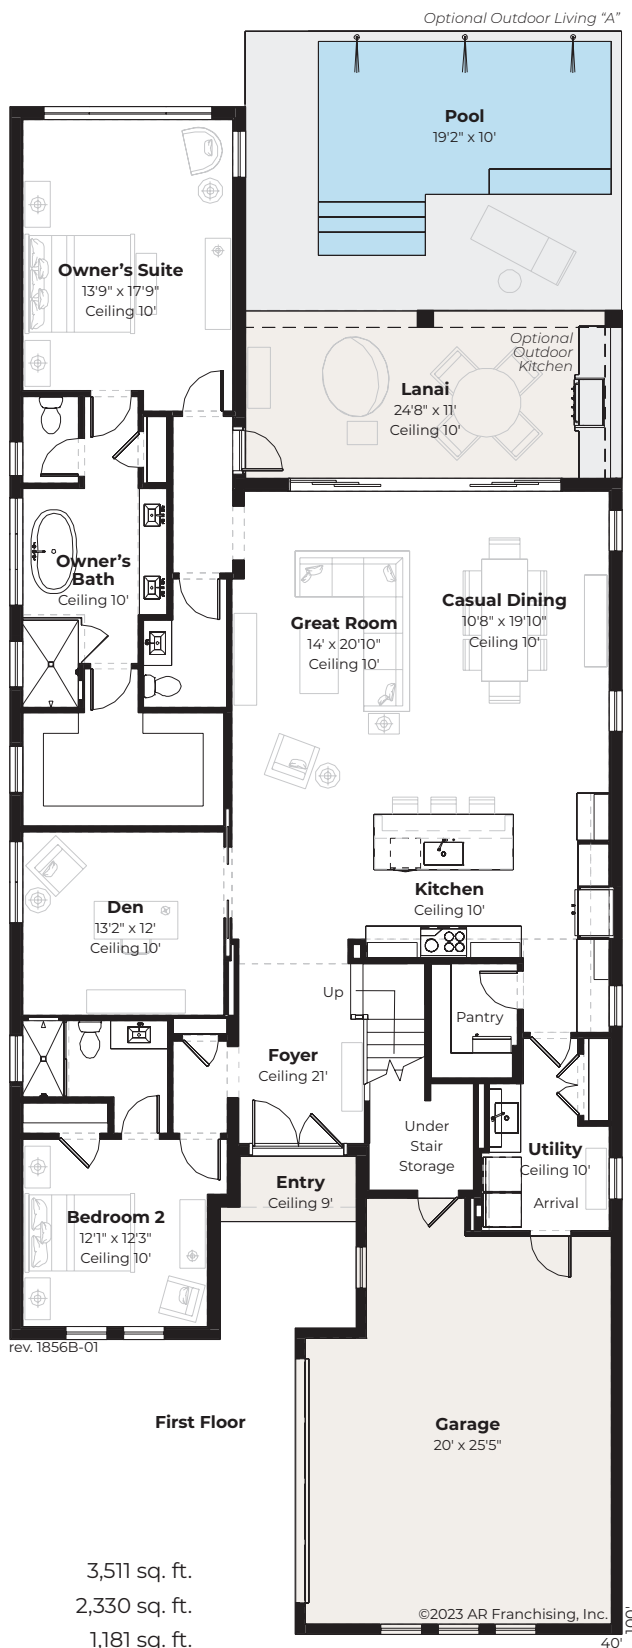 Optional Outdoor Living “A”
Pool
19'2" x 10'
Owner’s Suite
13'9" x 17'9"
Ceiling 10'
Optional
Outdoor
Kitchen
Lanai
24'8" x 11'
Ceiling 10'
Owner’s
Bath
Ceiling 10'
Great Room
14' x 20'10"
Ceiling 10'
Casual Dining
10'8" x 19'10"
Ceiling 10'
Kitchen
Ceiling 10'
Den
13'2" x 12'
Ceiling 10'
Up
Pantry
Foyer
Ceiling 21'
Under
Stair
Storage
Utility
Ceiling 10'
Arrival
Entry
Ceiling 9'
Bedroom 2
12'1" x 12'3"
Ceiling 10'
rev. 1856B-01
First Floor
Garage
20' x 25'5"
3,511 sq. ft.
2,330 sq. ft.
1,181 sq. ft.
©2023 AR Franchising, Inc.
40'
100'